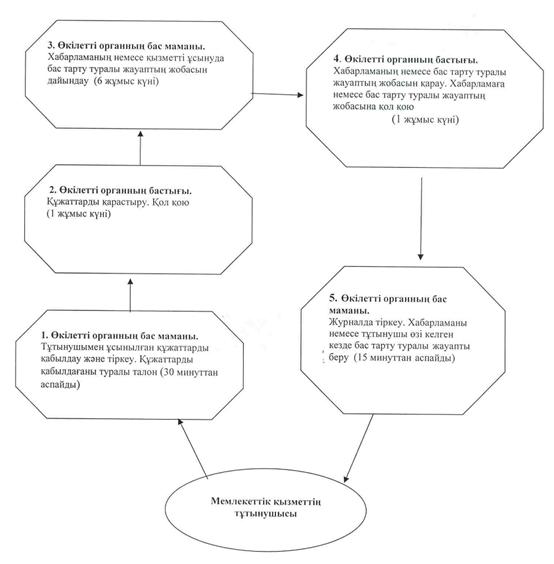 3. Өкілетті органның бас маманы.
Хабарламаның немесе қызметті ұсынуда
бас тарту туралы жауаптың жобасын
дайындау (6 жұмыс күні)
4. Өкілетті органның бастығы.
Хабарламаның немесе бас тарту туралы
жауаптың жобасын қарау. Хабарламаға
немесе бас тарту туралы жауаптың
жобасына қол қою
(1 жұмыс күні)
2. Өкілетті органның бастығы.
Құжаттарды қарастыру. Қол қою
(1 жұмыс күні)
1. Өкілетті органның бас маманы.
Тұтынушымен ұсынылған құжаттарды
қабылдау және тіркеу. Құжаттарды
қабылдағаны туралы талон (30 минуттан
аспайды)
5. Өкілетті органның бас
маманы.
Журналда тіркеу. Хабарламаны
немесе тұтынушы өзі келген
кезде бас тарту туралы жауапты
беру (15 минуттан аспайды)
Мемлекеттік қызметтің
тұтынушысы